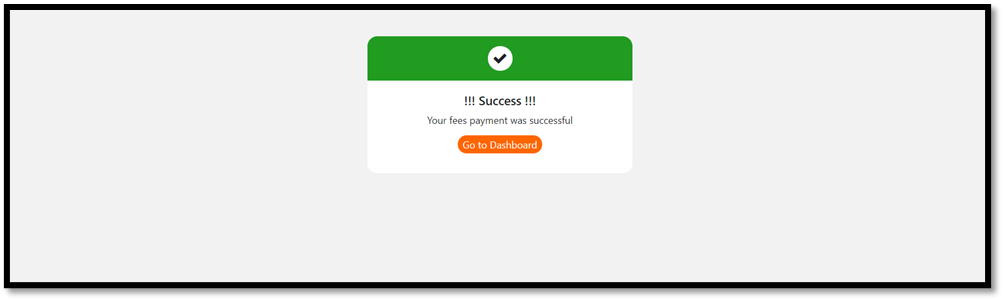 !!! Success !!!
Your fees payment was successful
Go to Dashboard